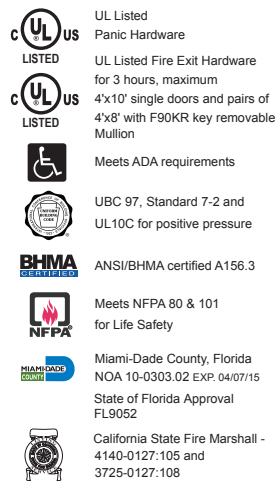 UL Listed
C UL US
Panic Hardware
LISTED
UL Listed Fire Exit Hardware
for 3 hours, maximum
C UL US
4'x10' single doors and pairs of
LISTED
4'x8' with F90KR key removable
Mullion
Meets ADA requirements
UBC 97, Standard 7-2 and
UNIFORM
BUILDING
CODE
UL10C for positive pressure
BHMA
CERTIFIED
ANSI/BHMA certified A156.3
Meets NFPA 80 & 101
for Life Safety
NFPA
Miami-Dade County, Florida
MIAMI-DADE
COUNTY
NOA 10-0303.02 EXP. 04/07/15
State of Florida Approval
FL9052
California State Fire Marshall -
4140-0127:105 and
3725-0127:108